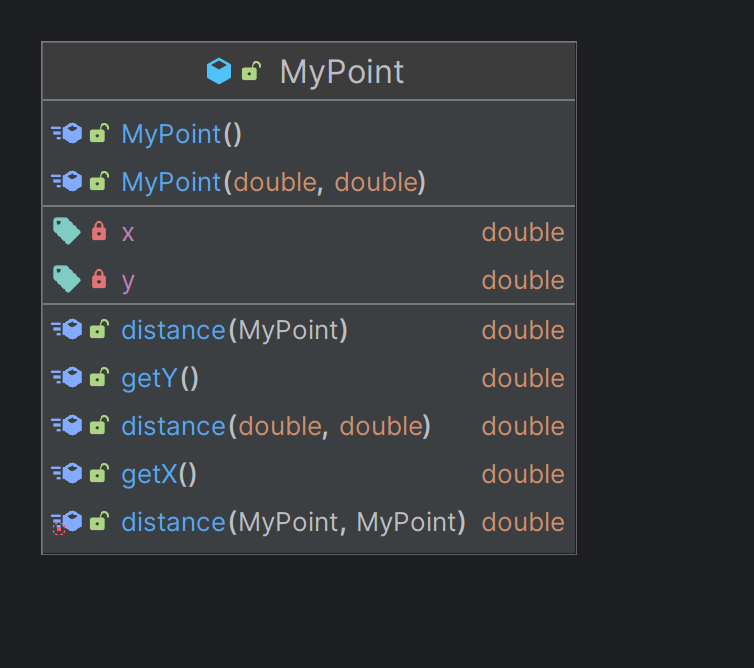 MyPoint
MyPoint()
MyPoint(double, double)
x double
y double
distance(MyPoint) double
getY() double
distance(double, double) double
getX() double
distance(MyPoint, MyPoint) double